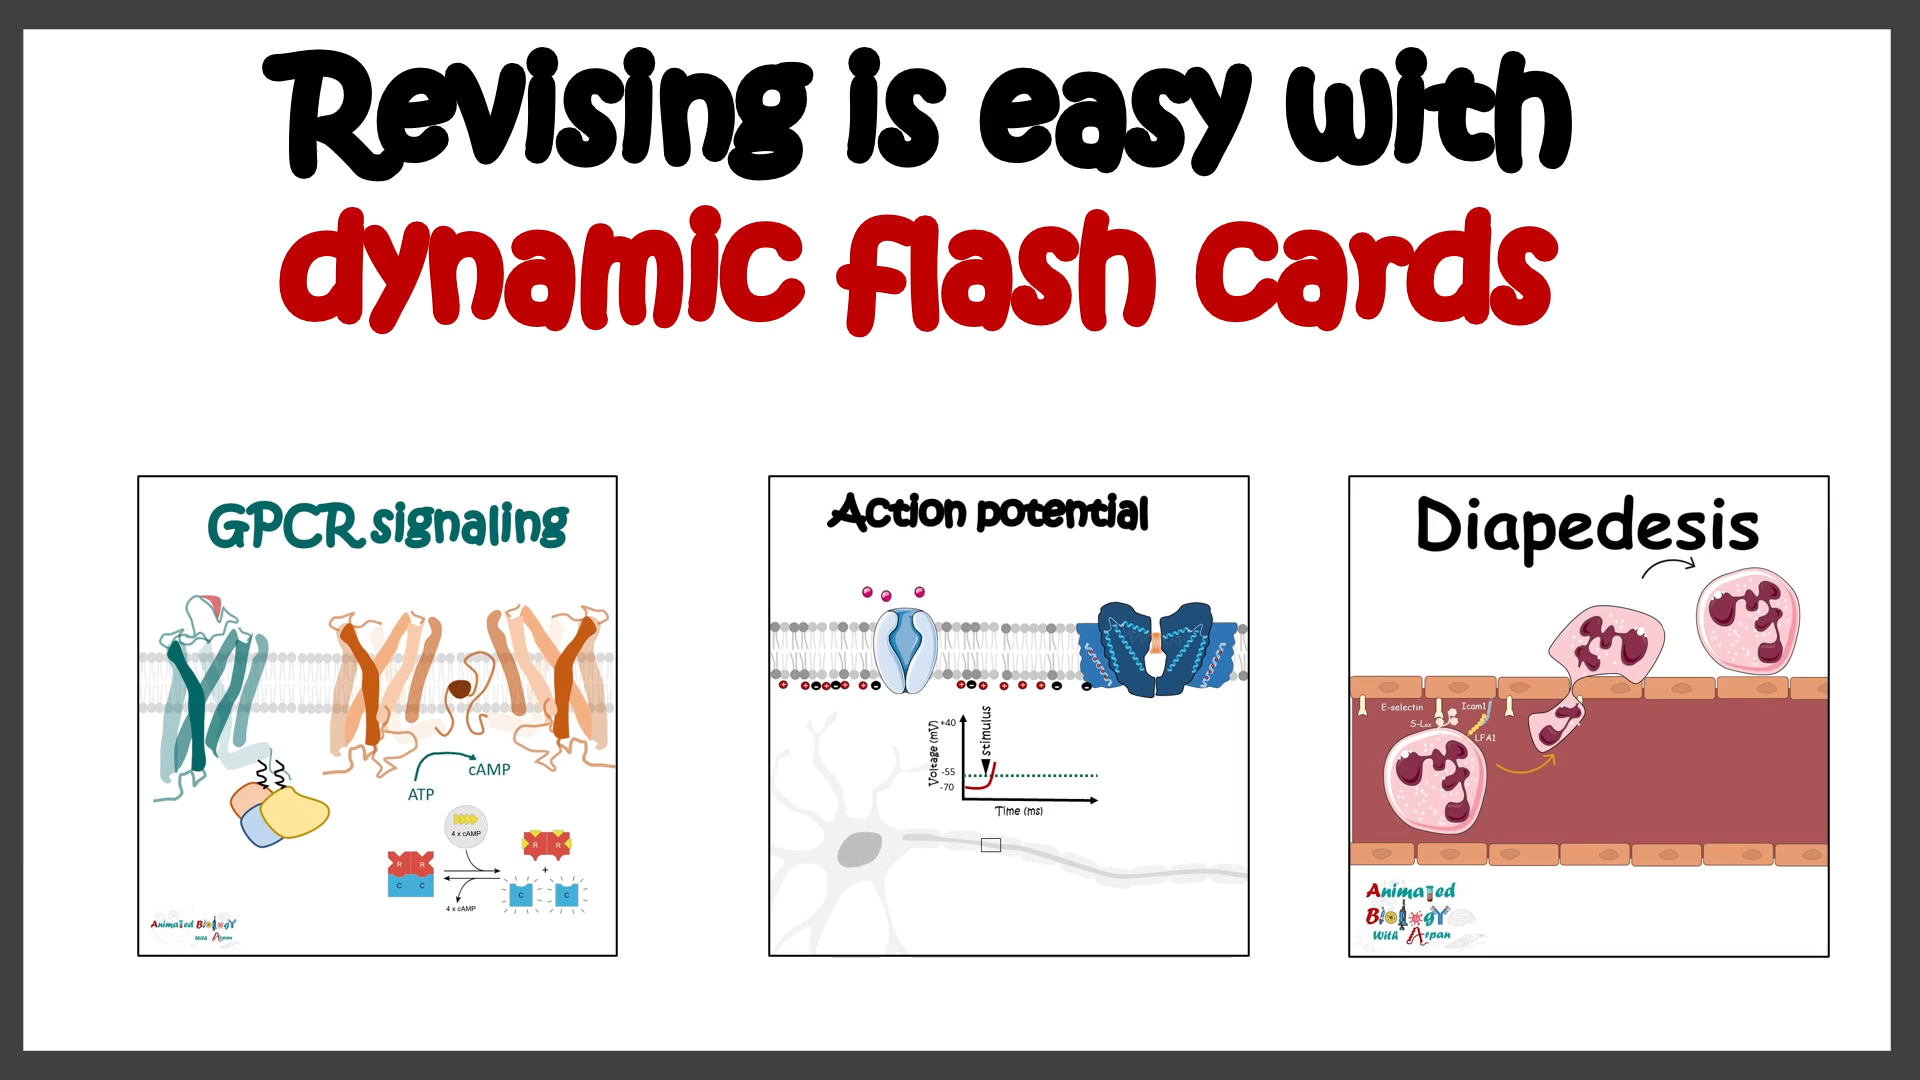 Revising is easy with
dynamic flash cards
GPCR signaling
cAMP
ATP
4 x cAMP
R R
R R
+
C C
C C
4 x cAMP
Animated Biology
With Arpan
Action potential
+40
-55
-70
Voltage (mV)
stimulus
Time (ms)
Diapedesis
E-selectin
Icam1
S-Lex
LFA1
Animated
Biology
With Arpan